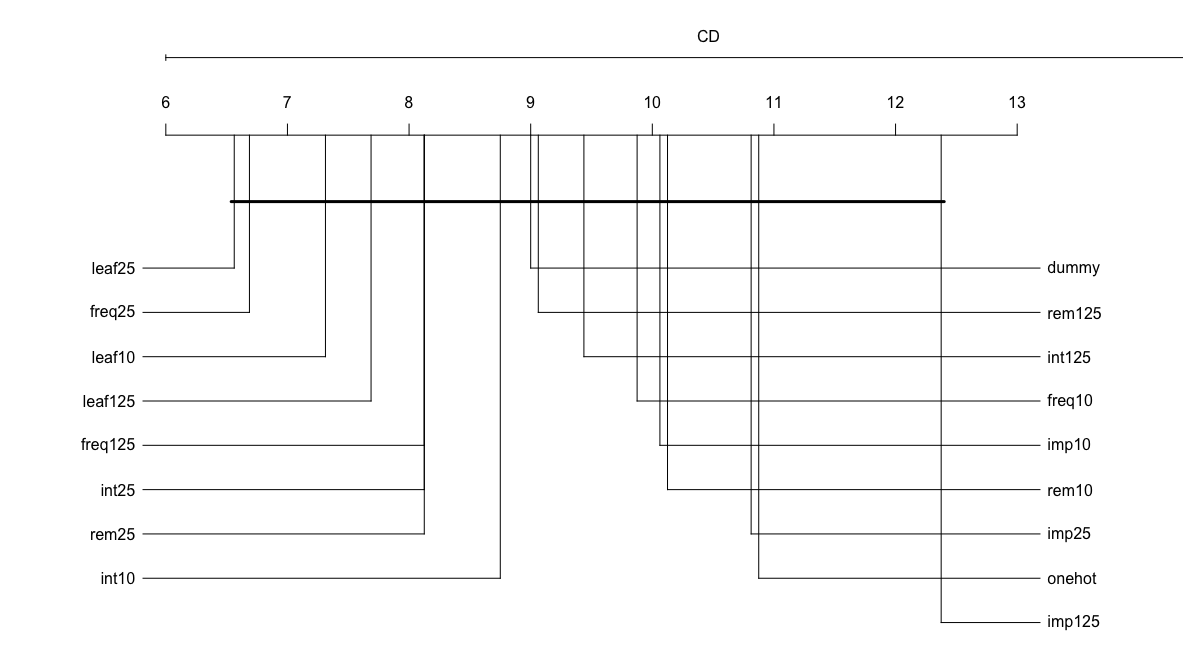 CD
6 7 8 9 10 11 12 13
leaf25 dummy
freq25 rem125
leaf10 int125
leaf125 freq10
freq125 imp10
int25 rem10
rem25 imp25
int10 onehot
imp125